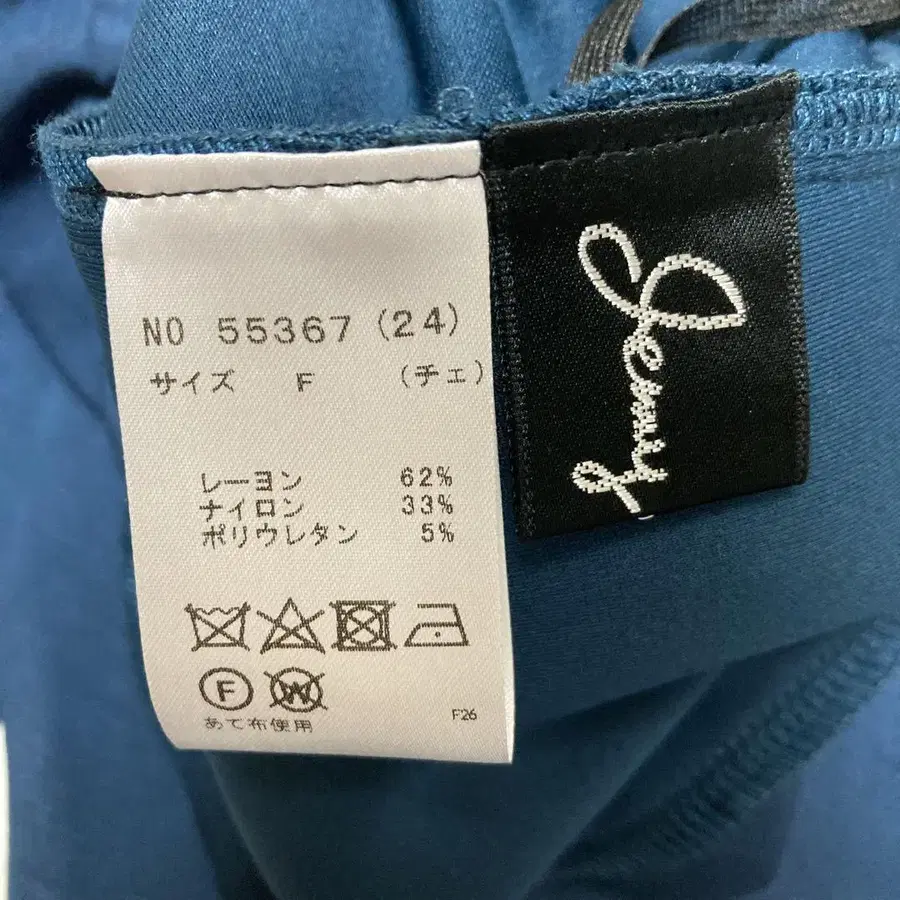 NO 55367 (24)
サイズ F (チェ)
レーヨン 62%
ナイロン 33%
ポリウレタン 5%
F W
あて布使用
F26
Jenny